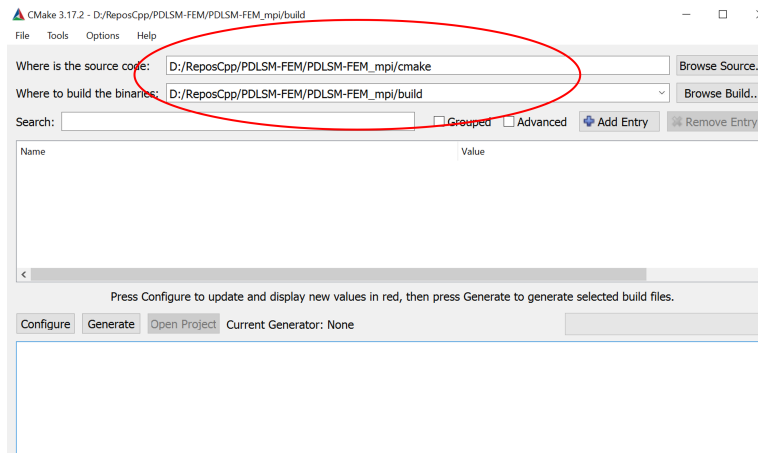 CMake 3.17.2 - D:/ReposCpp/PDLSM-FEM/PDLSM-FEM_mpi/build
File Tools Options Help
Where is the source code: D:/ReposCpp/PDLSM-FEM/PDLSM-FEM_mpi/cmake Browse Source.
Where to build the binaries: D:/ReposCpp/PDLSM-FEM/PDLSM-FEM_mpi/build Browse Build..
Search: Grouped Advanced Add Entry Remove Entry
Name Value
Press Configure to update and display new values in red, then press Generate to generate selected build files.
Configure Generate Open Project Current Generator: None